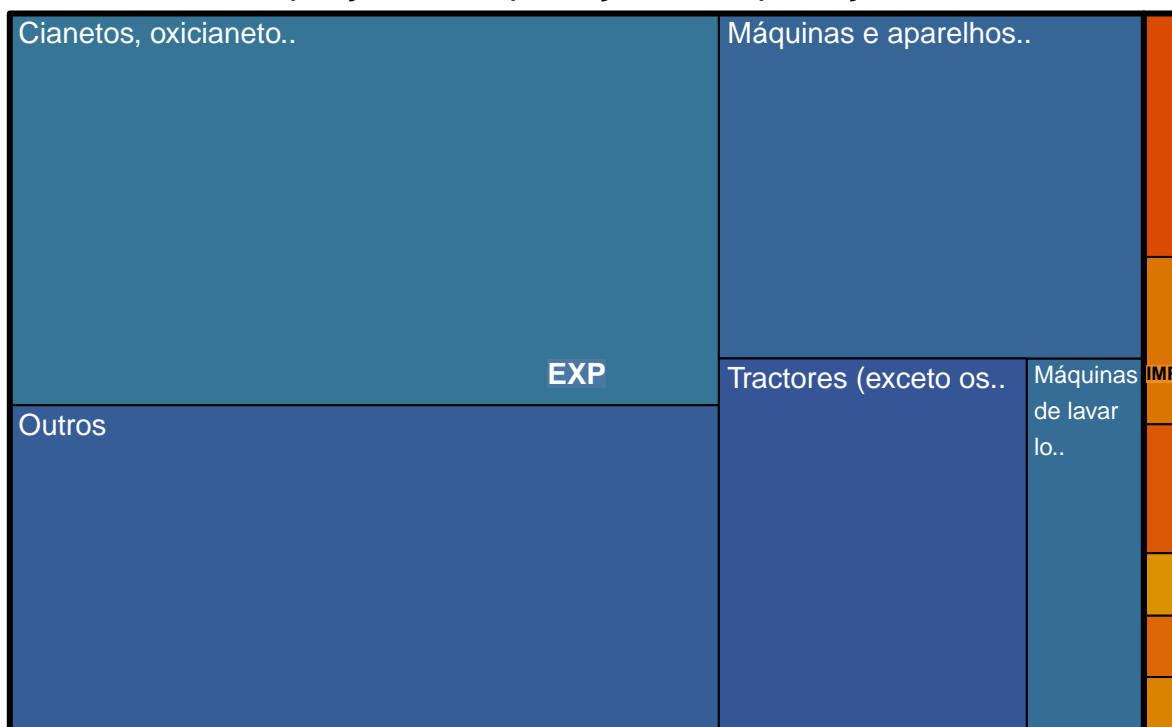 Cianetos, oxicianeto..
Máquinas e aparelhos..
EXP
Tractores (exceto os..
Máquinas
de lavar
lo..
Outros